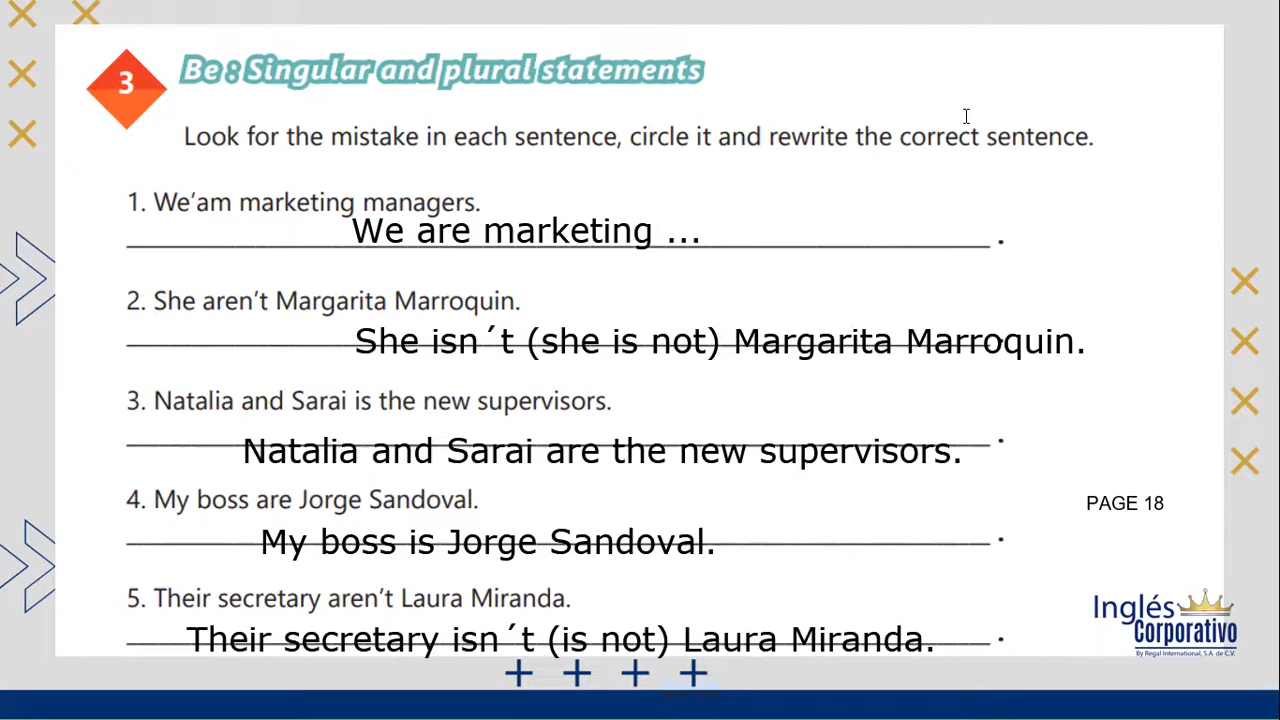 3
Be: Singular and plural statements
Look for the mistake in each sentence, circle it and rewrite the correct sentence.
1. We’am marketing managers.
We are marketing ...
.
2. She aren’t Margarita Marroquin.
She isn´t (she is not) Margarita Marroquin.
.
3. Natalia and Sarai is the new supervisors.
.
Natalia and Sarai are the new supervisors.
4. My boss are Jorge Sandoval.
PAGE 18
My boss is Jorge Sandoval.
.
5. Their secretary aren’t Laura Miranda.
Their secretary isn´t (is not) Laura Miranda.
.
Inglés
Corporativo
By Regal International, S.A. de C.V.